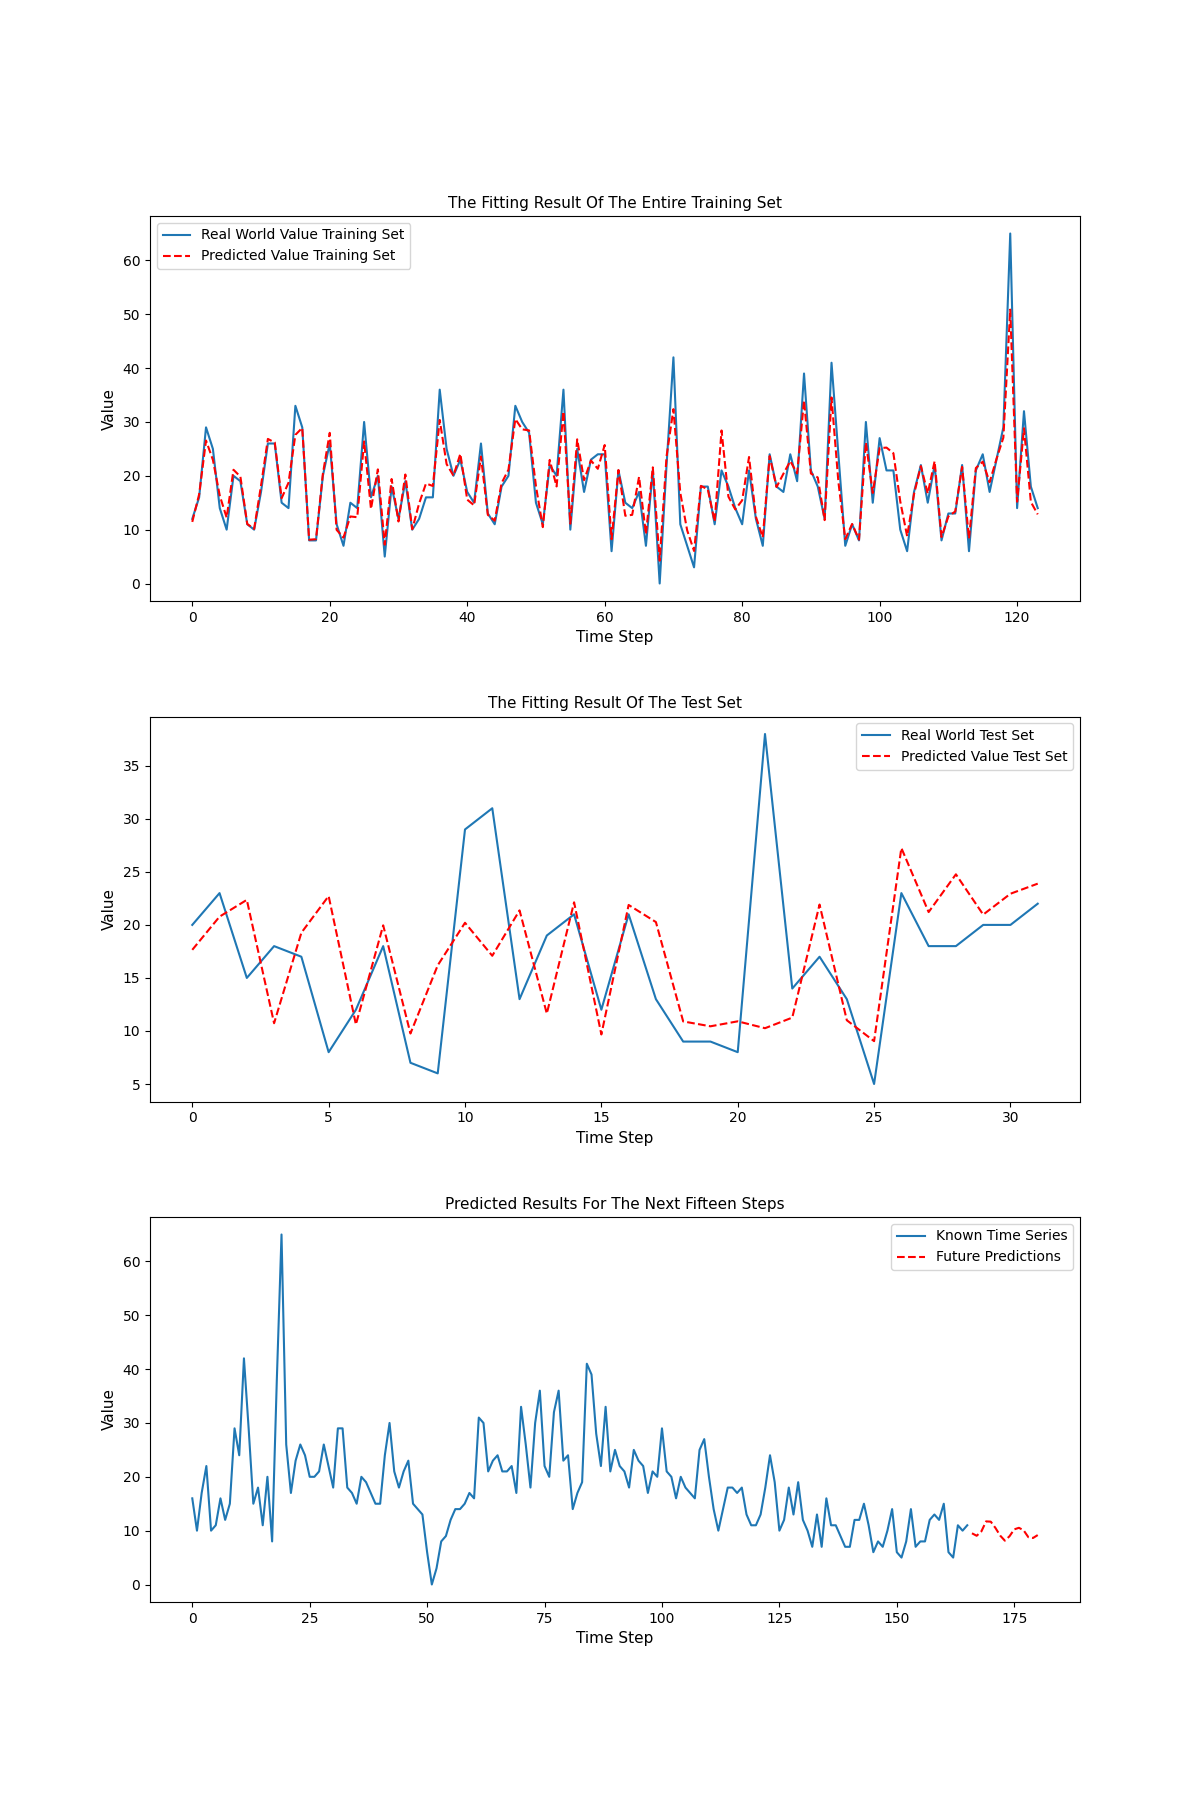 The Fitting Result Of The Entire Training Set
Real World Value Training Set
Predicted Value Training Set
Value
60
50
40
30
20
10
0
0 20 40 60 80 100 120
Time Step
The Fitting Result Of The Test Set
Real World Test Set
Predicted Value Test Set
Value
35
30
25
20
15
10
5
0 5 10 15 20 25 30
Time Step
Predicted Results For The Next Fifteen Steps
Known Time Series
Future Predictions
Value
60
50
40
30
20
10
0
0 25 50 75 100 125 150 175
Time Step